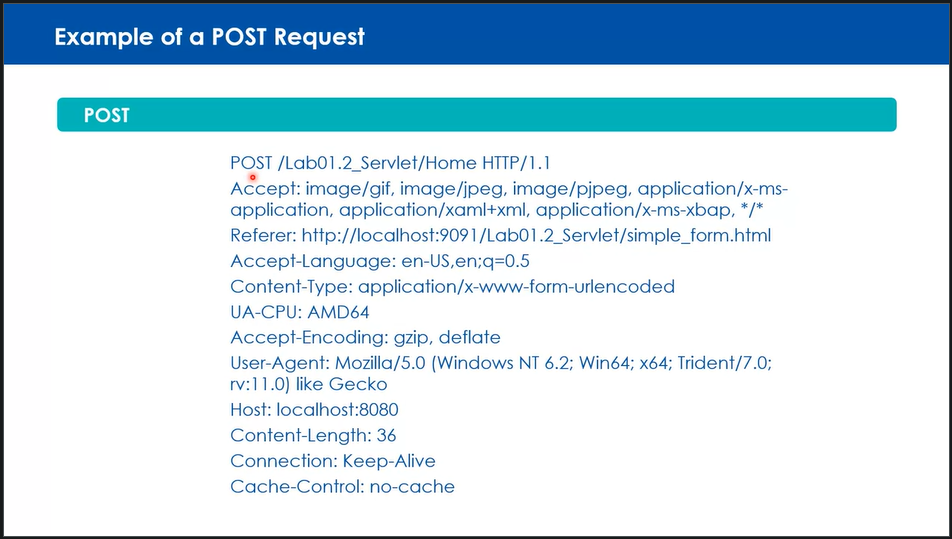 Example of a POST Request
POST
POST /Lab01.2_Servlet/Home HTTP/1.1
Accept: image/gif, image/jpeg, image/pjpeg, application/x-ms-
application, application/xaml+xml, application/x-ms-xbap, */*
Referer: http://localhost:9091/Lab01.2_Servlet/simple_form.html
Accept-Language: en-US,en;q=0.5
Content-Type: application/x-www-form-urlencoded
UA-CPU: AMD64
Accept-Encoding: gzip, deflate
User-Agent: Mozilla/5.0 (Windows NT 6.2; Win64; x64; Trident/7.0;
rv:11.0) like Gecko
Host: localhost:8080
Content-Length: 36
Connection: Keep-Alive
Cache-Control: no-cache